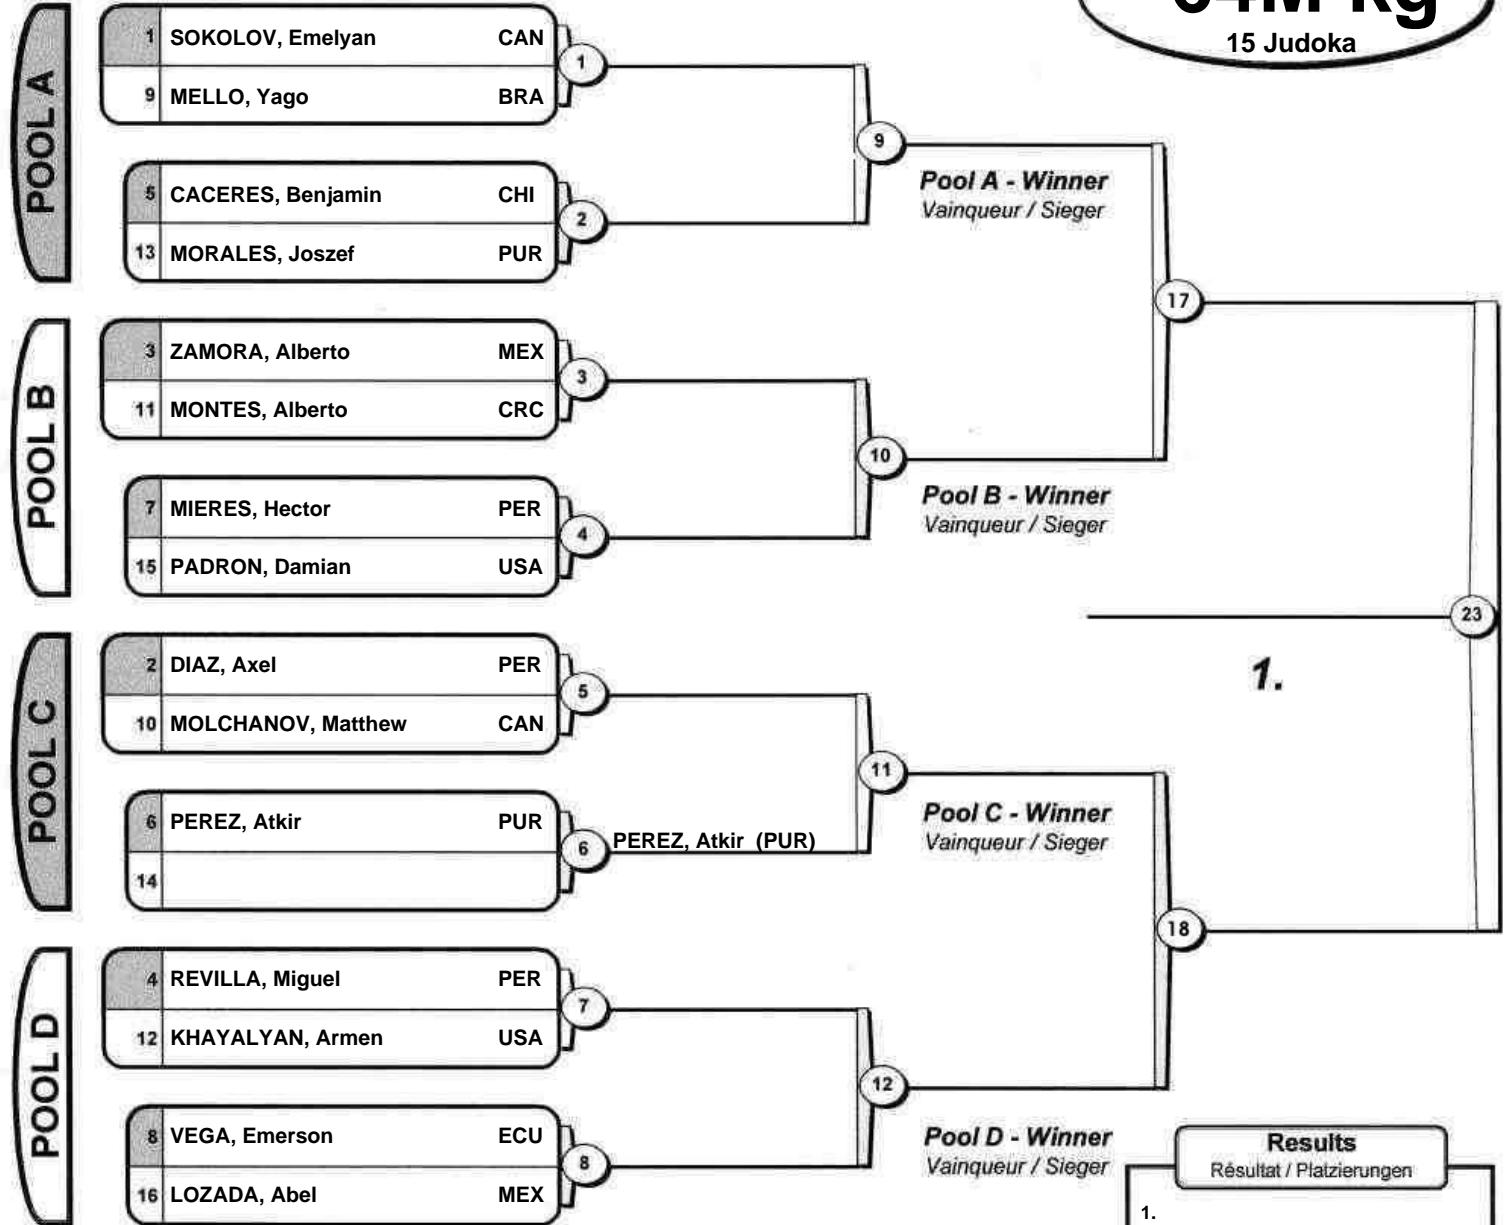 15 Judoka
POOL A
1 SOKOLOV, Emelyan CAN
9 MELLO, Yago BRA
1
5 CACERES, Benjamin CHI
13 MORALES, Joszef PUR
2
9
Pool A - Winner
Vainqueur / Sieger
POOL B
3 ZAMORA, Alberto MEX
11 MONTES, Alberto CRC
3
7 MIERES, Hector PER
15 PADRON, Damian USA
4
10
Pool B - Winner
Vainqueur / Sieger
17
POOL C
2 DIAZ, Axel PER
10 MOLCHANOV, Matthew CAN
5
6 PEREZ, Atkir PUR
14
6
PEREZ, Atkir (PUR)
11
Pool C - Winner
Vainqueur / Sieger
POOL D
4 REVILLA, Miguel PER
12 KHAYALYAN, Armen USA
7
8 VEGA, Emerson ECU
16 LOZADA, Abel MEX
8
12
Pool D - Winner
Vainqueur / Sieger
18
23
1.
Results
Résultat / Platzierungen
1.